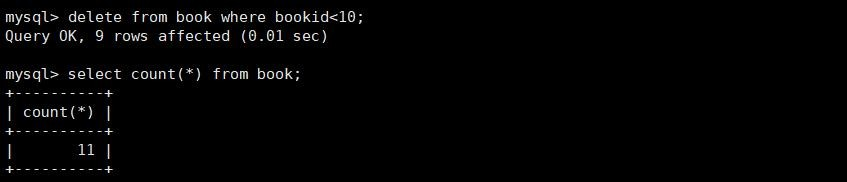 mysql> delete from book where bookid<10;
Query OK, 9 rows affected (0.01 sec)
mysql> select count(*) from book;
+----------+
| count(*) |
+----------+
|       11 |
+----------+